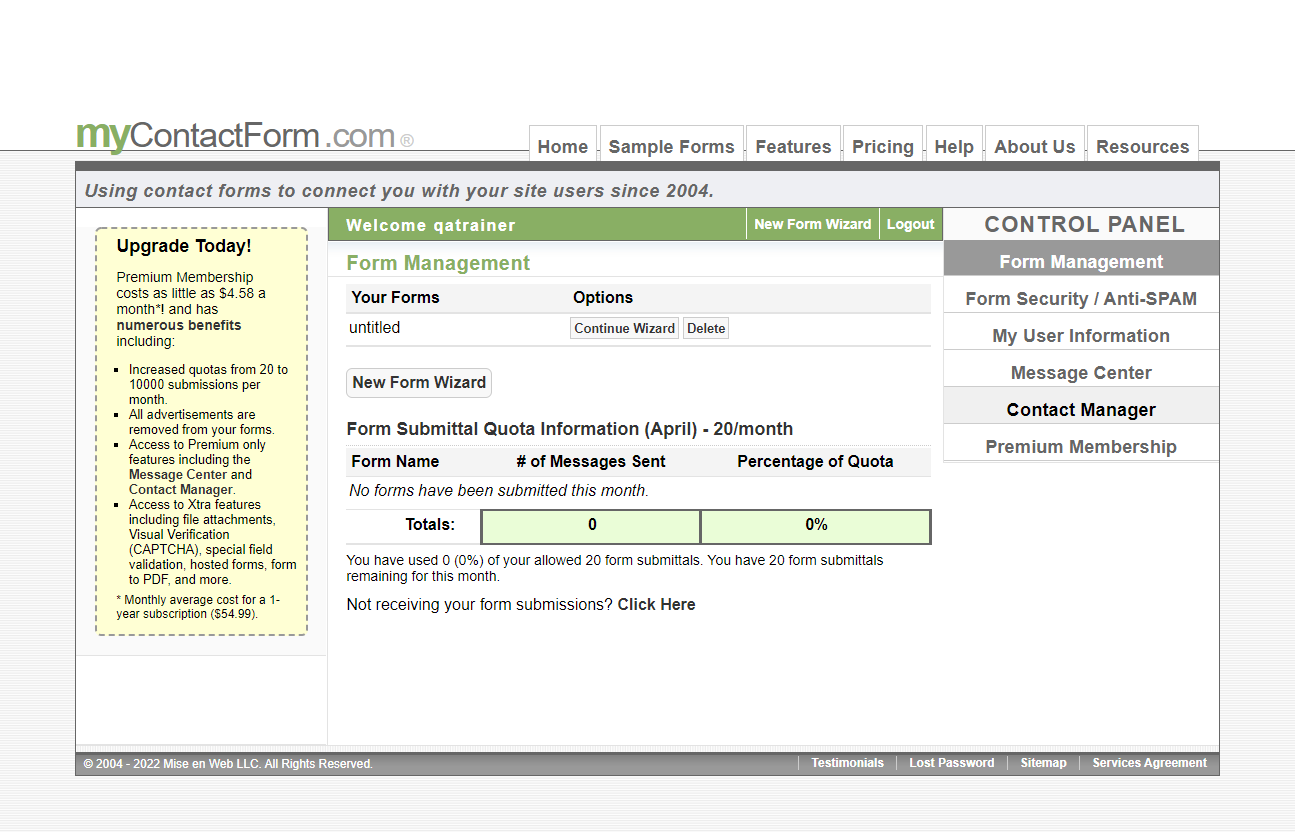 myContactForm.com®
Home
Sample Forms
Features
Pricing
Help
About Us
Resources
Using contact forms to connect you with your site users since 2004.
Upgrade Today!
Premium Membership
costs as little as $4.58 a
month*! and has
numerous benefits
including:
Increased quotas from 20 to
10000 submissions per
month.
All advertisements are
removed from your forms.
Access to Premium only
features including the
Message Center and
Contact Manager.
Access to Xtra features
including file attachments,
Visual Verification
(CAPTCHA), special field
validation, hosted forms, form
to PDF, and more.
* Monthly average cost for a 1-
year subscription ($54.99).
Welcome qatrainer
New Form Wizard
Logout
Form Management
Your Forms Options
untitled Continue Wizard Delete
New Form Wizard
Form Submittal Quota Information (April) - 20/month
Form Name # of Messages Sent Percentage of Quota
No forms have been submitted this month.
Totals: 0 0%
You have used 0 (0%) of your allowed 20 form submittals. You have 20 form submittals
remaining for this month.
Not receiving your form submissions? Click Here
CONTROL PANEL
Form Management
Form Security / Anti-SPAM
My User Information
Message Center
Contact Manager
Premium Membership
© 2004 - 2022 Mise en Web LLC. All Rights Reserved.
Testimonials
Lost Password
Sitemap
Services Agreement